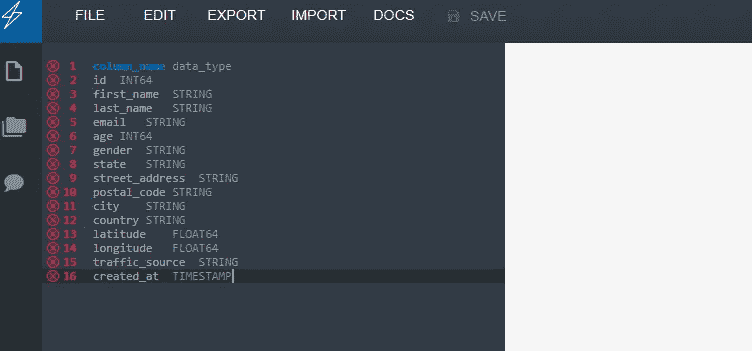 FILE EDIT EXPORT IMPORT DOCS SAVE
1 column_name data_type
2 id INT64
3 first_name STRING
4 last_name STRING
5 email STRING
6 age INT64
7 gender STRING
8 state STRING
9 street_address STRING
10 postal_code STRING
11 city STRING
12 country STRING
13 latitude FLOAT64
14 longitude FLOAT64
15 traffic_source STRING
16 created_at TIMESTAMP